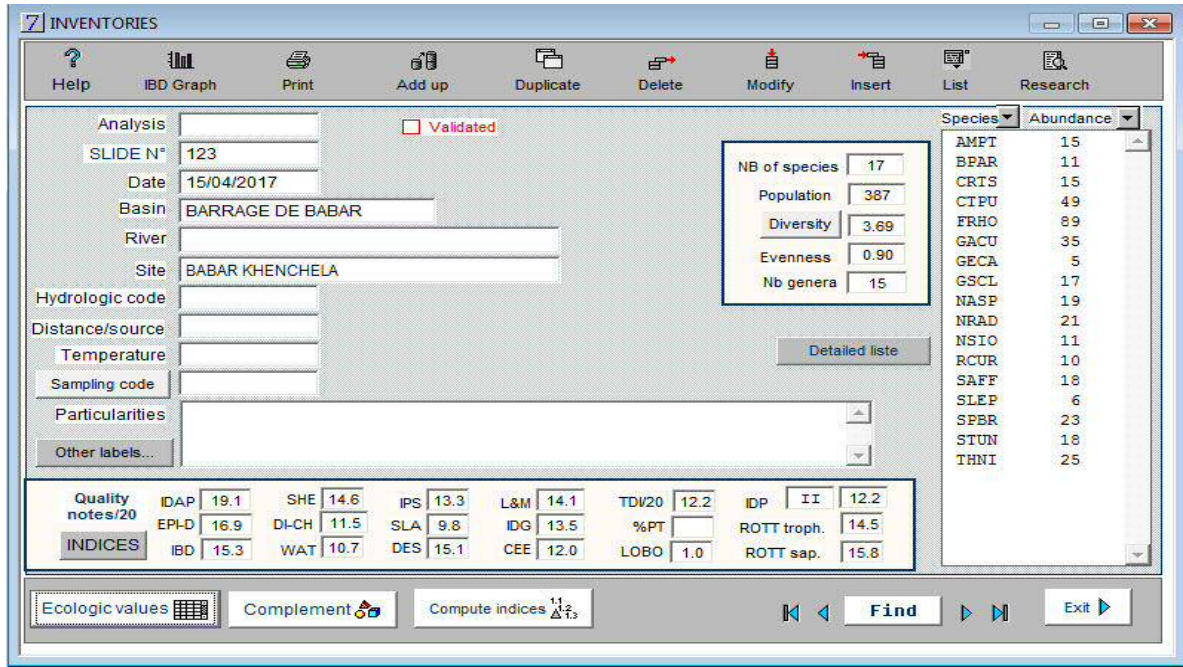 7 INVENTORIES
? Help IBD Graph Print Add up Duplicate Delete Modify Insert List Research
Analysis
Validated
SLIDE N° 123
Date 15/04/2017
Basin BARRAGE DE BABAR
River
Site BABAR KHENCHELA
Hydrologic code
Distance/source
Temperature
Sampling code
Particularities
Other labels...
NB of species 17
Population 387
Diversity 3.69
Evenness 0.90
Nb genera 15
Detailed liste
Species Abundance
AMPT 15
BPAR 11
CRTS 15
CTPU 49
FRHO 89
GACU 35
GECA 5
GSCL 17
NASP 19
NRAD 21
NSIO 11
RCUR 10
SAFF 18
SLEP 6
SPBR 23
STUN 18
THNI 25
Quality notes/20
INDICES
IDAP 19.1 SHE 14.6 IPS 13.3 L&M 14.1 TDI/20 12.2 IDP II 12.2
EPI-D 16.9 DI-CH 11.5 SLA 9.8 IDG 13.5 %PT ROTT troph. 14.5
IBD 15.3 WAT 10.7 DES 15.1 CEE 12.0 LOBO 1.0 ROTT sap. 15.8
Ecologic values Complement Compute indices 1.1 1.2 1.3 Find Exit